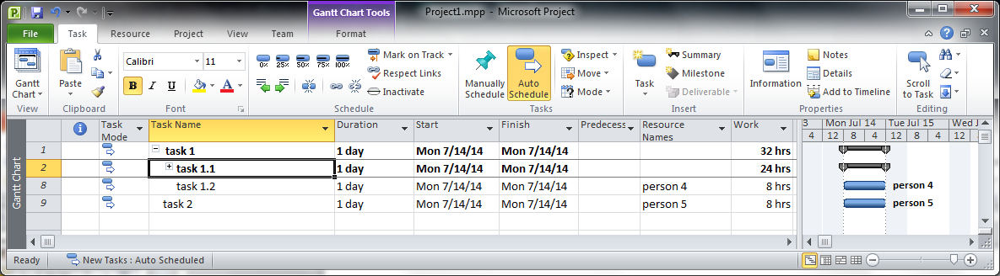 Gantt Chart Tools Project1.mpp - Microsoft Project
File Task Resource Project View Team Format
Calibri 11 0% 25% 50% 75% 100% Mark on Track Inspect Summary Notes
Respect Links Move Milestone Details
Gantt Chart Paste B I U A Inactivate Manually Schedule Auto Schedule Mode Task Deliverable Information Add to Timeline Scroll to Task
View Clipboard Font Schedule Tasks Insert Properties Editing
Task Mode Task Name Duration Start Finish Predecess Resource Names Work 3 Mon Jul 14 Tue Jul 15 Wed J
4 12 8 4 12 8 4 12 8
1 task 1 1 day Mon 7/14/14 Mon 7/14/14 32 hrs
2 task 1.1 1 day Mon 7/14/14 Mon 7/14/14 24 hrs
8 task 1.2 1 day Mon 7/14/14 Mon 7/14/14 person 4 8 hrs person 4
9 task 2 1 day Mon 7/14/14 Mon 7/14/14 person 5 8 hrs person 5
Gantt Chart
Ready New Tasks : Auto Scheduled